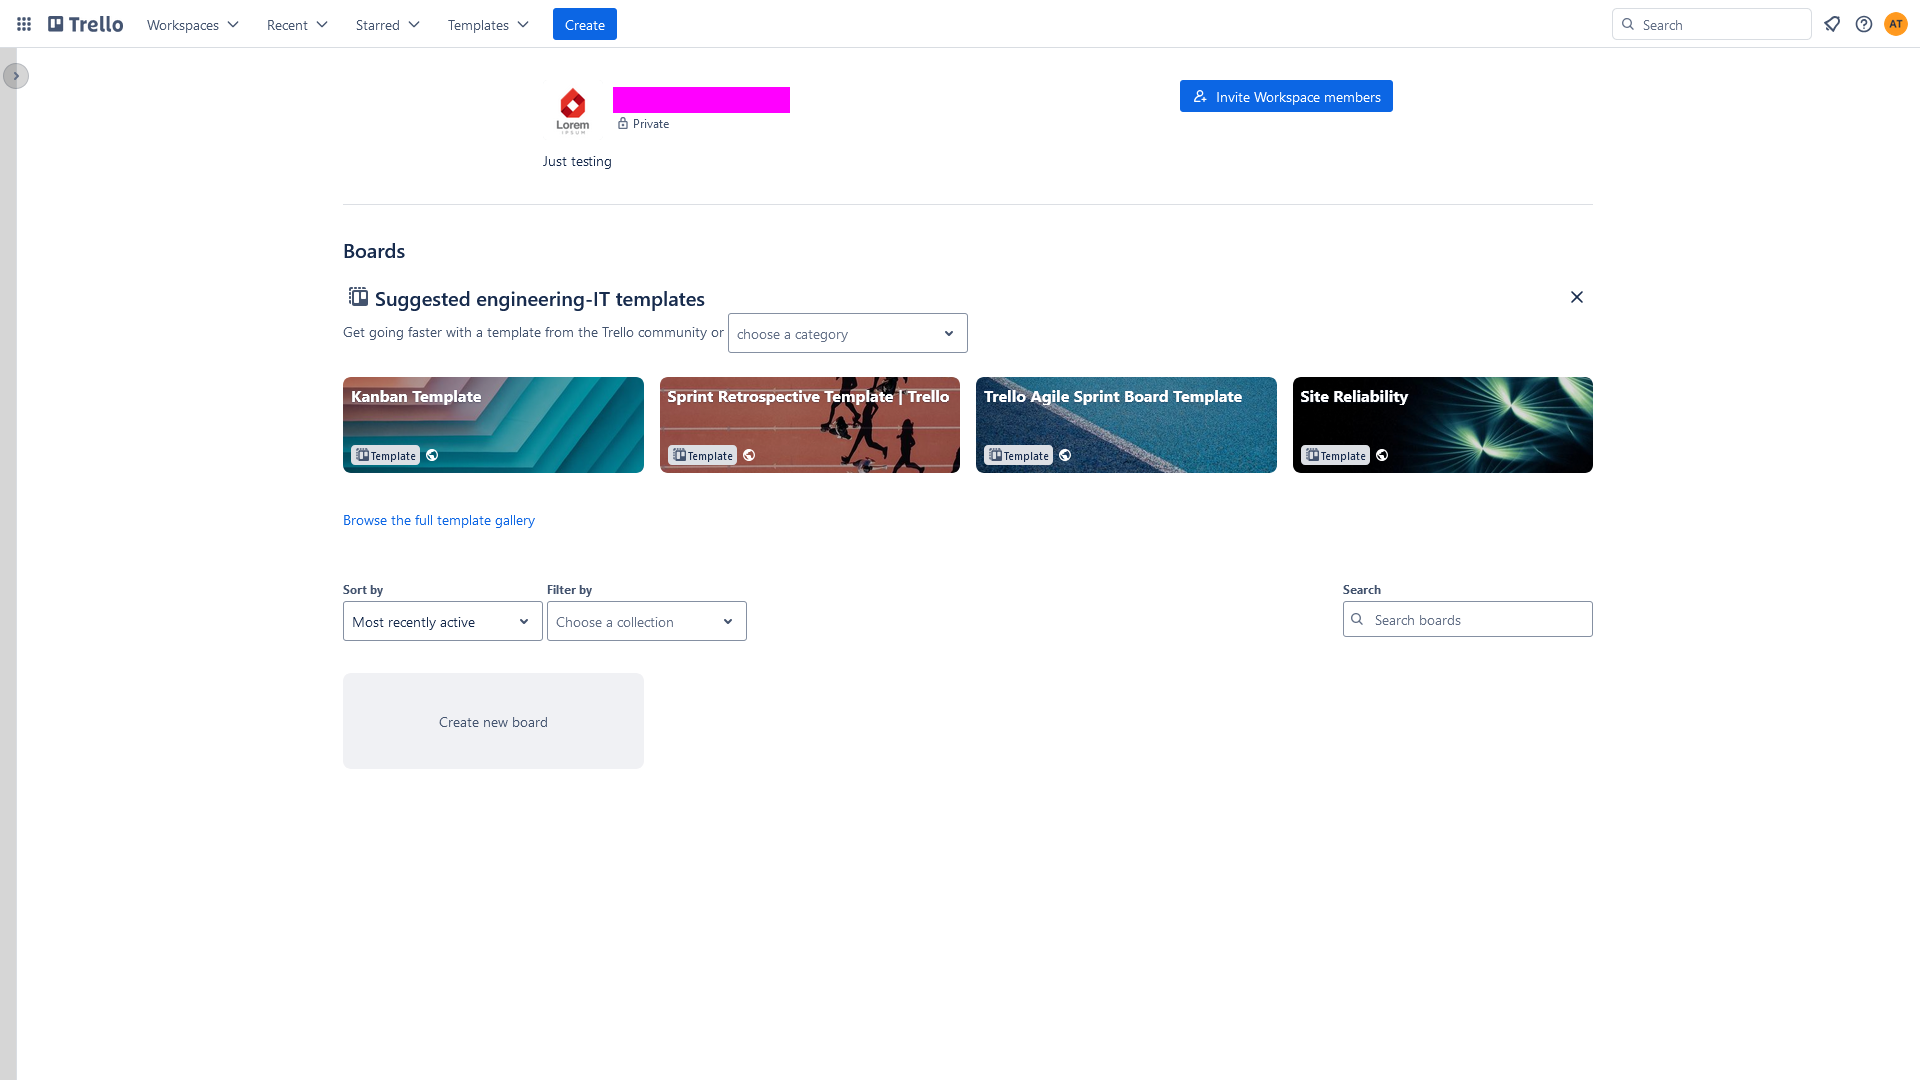 Trello
Workspaces
Recent
Starred
Templates
Create
Search
AT
Lorem
IPSUM
Private
Invite Workspace members
Just testing
Boards
Suggested engineering-IT templates
Get going faster with a template from the Trello community or
choose a category
Kanban Template
Template
Sprint Retrospective Template | Trello
Template
Trello Agile Sprint Board Template
Template
Site Reliability
Template
Browse the full template gallery
Sort by
Filter by
Search
Most recently active
Choose a collection
Search boards
Create new board